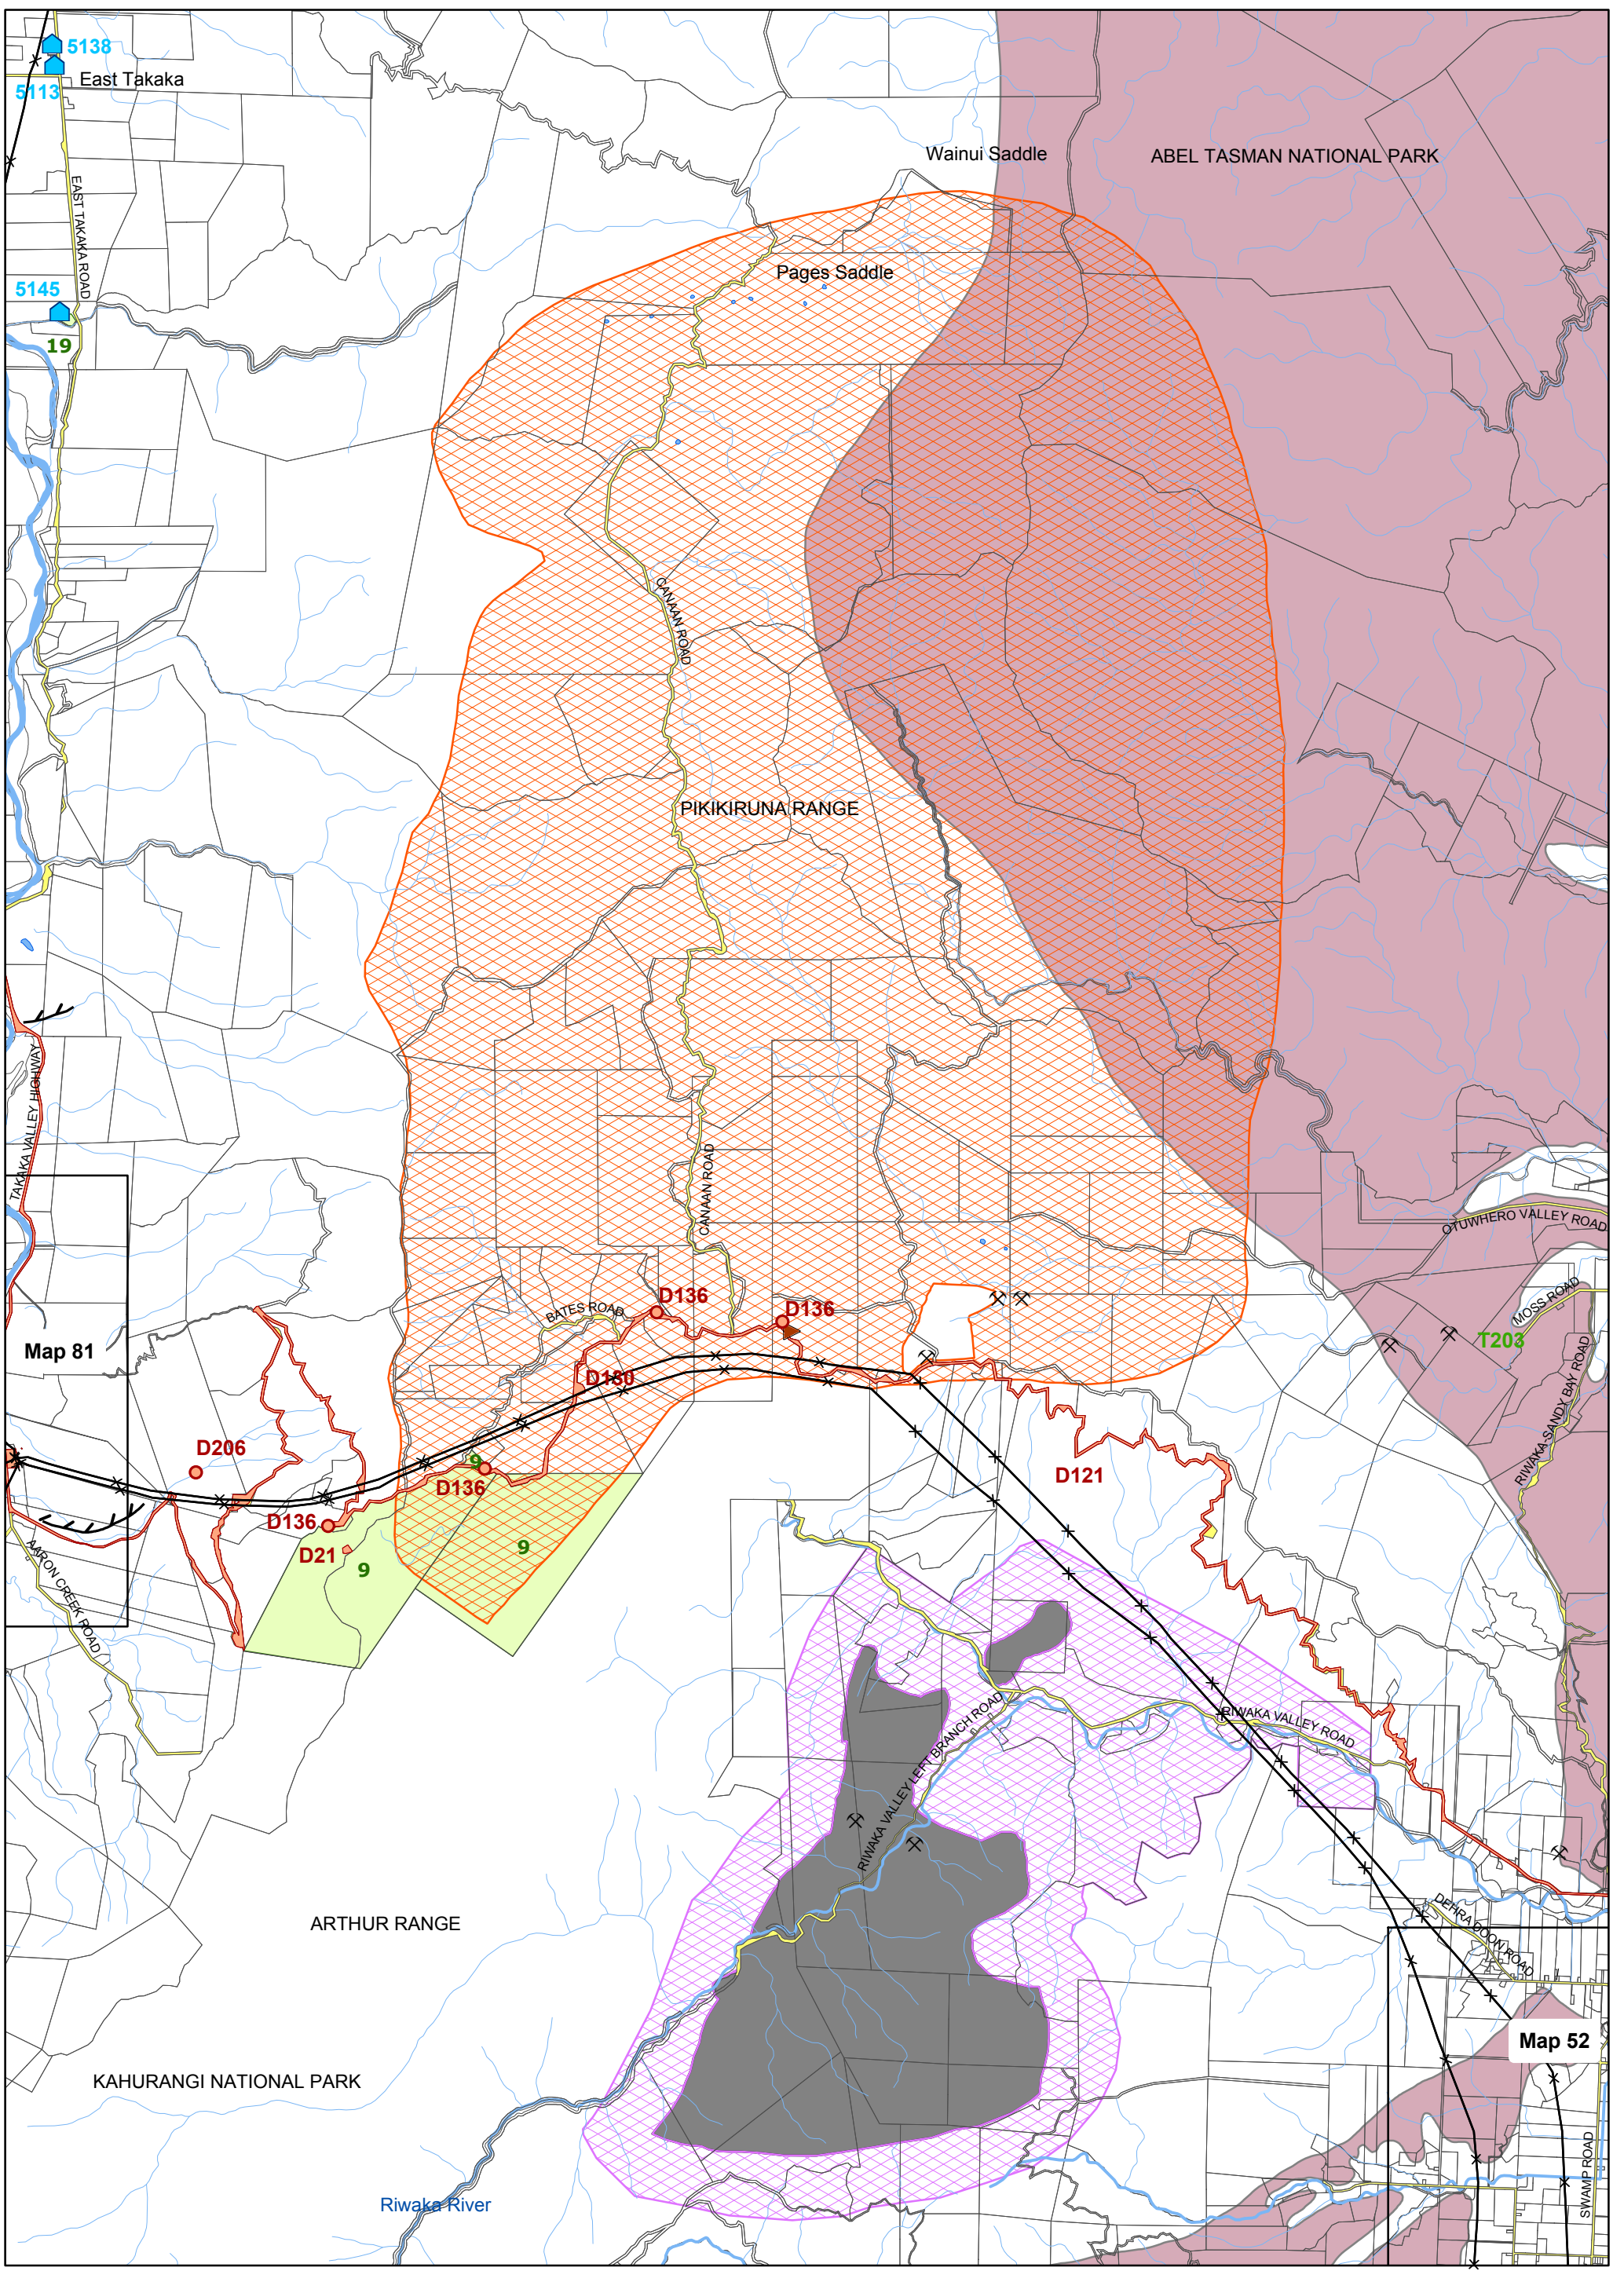 5138
East Takaka
5113
Wainui Saddle
ABEL TASMAN NATIONAL PARK
EAST TAKAKA ROAD
Pages Saddle
5145
19
CANAAN ROAD
PIKIKIRUNA RANGE
TAKAKA VALLEY HIGHWAY
CANAAN ROAD
OTUWHERO VALLEY ROAD
MOSS ROAD
D136
D136
BATES ROAD
T203
Map 81
D180
RIWAKA-SANDY BAY ROAD
D206
9
D136
D121
D136
D21
9
9
AARON CREEK ROAD
RIWAKA VALLEY ROAD
RIWAKA VALLEY LEFT BRANCH ROAD
ARTHUR RANGE
DEHRA DOON ROAD
Map 52
KAHURANGI NATIONAL PARK
SWAMP ROAD
Riwaka River